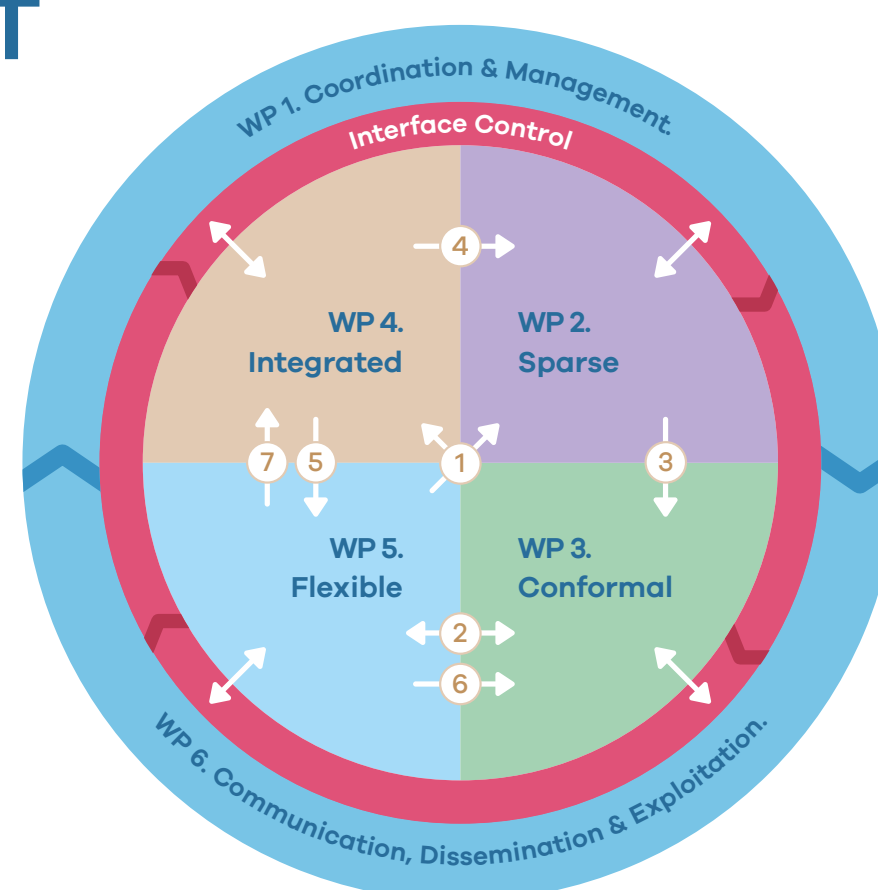 T
WP 1. Coordination & Management.
Interface Control
4
WP 4.
Integrated
WP 2.
Sparse
7
5
1
3
WP 5.
Flexible
WP 3.
Conformal
2
6
WP 6. Communication, Dissemination & Exploitation.